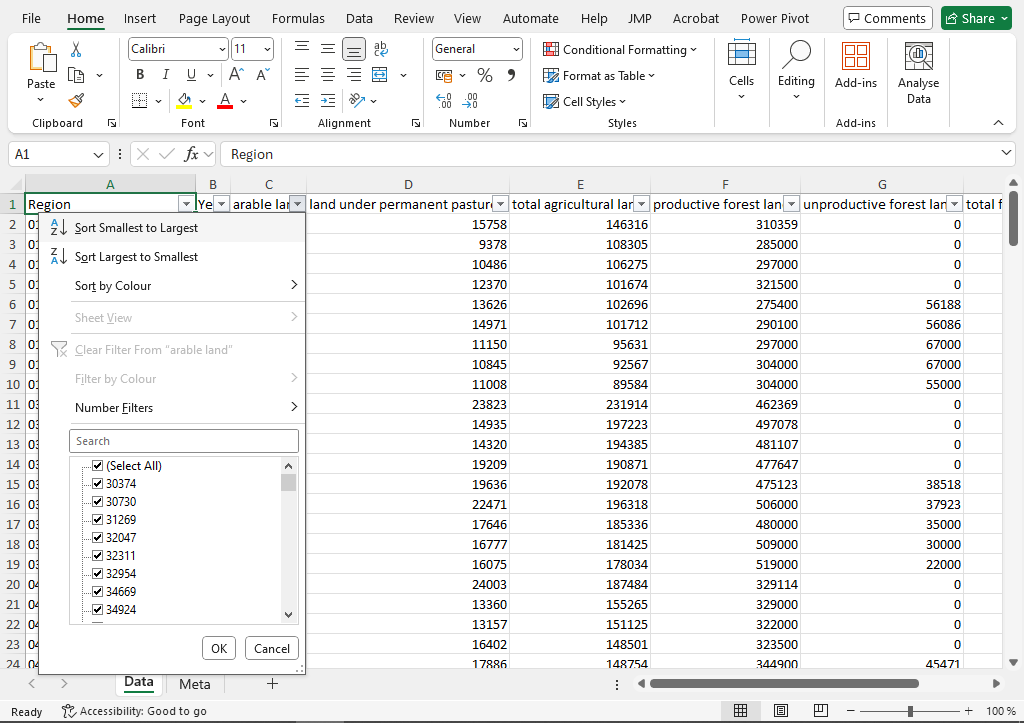 File Home Insert Page Layout Formulas Data Review View Automate Help JMP Acrobat Power Pivot Comments Share
Calibri 11 ab General Conditional Formatting
Paste B I U A A % Format as Table Cells Editing Add-ins Analyse Data
A Cell Styles
Clipboard Font Alignment Number Styles Add-ins
A1 fx Region
A B C D E F G
1 Region Ye arable lar land under permanent pasture total agricultural lar productive forest lan unproductive forest lan total f
2 01 15758 146316 310359 0
3 01 9378 108305 285000 0
4 01 10486 106275 297000 0
5 01 12370 101674 321500 0
6 01 13626 102696 275400 56188
7 01 14971 101712 290100 56086
8 01 11150 95631 297000 67000
9 01 10845 92567 304000 67000
10 01 11008 89584 304000 55000
11 03 23823 231914 462369 0
12 03 14935 197223 497078 0
13 03 14320 194385 481107 0
14 03 19209 190871 477647 0
15 03 19636 192078 475123 38518
16 03 22471 196318 506000 37923
17 03 17646 185336 480000 35000
18 03 16777 181425 509000 30000
19 03 16075 178034 519000 22000
20 04 24003 187484 329114 0
21 04 13360 155265 329000 0
22 04 13157 151125 322000 0
23 04 16402 148501 323500 0
24 04 17886 148754 344900 45471
A Z Sort Smallest to Largest
Z A Sort Largest to Smallest
Sort by Colour
Sheet View
Clear Filter From "arable land"
Filter by Colour
Number Filters
Search
(Select All)
30374
30730
31269
32047
32311
32954
34669
34924
OK Cancel
Data Meta +
Ready Accessibility: Good to go 100 %